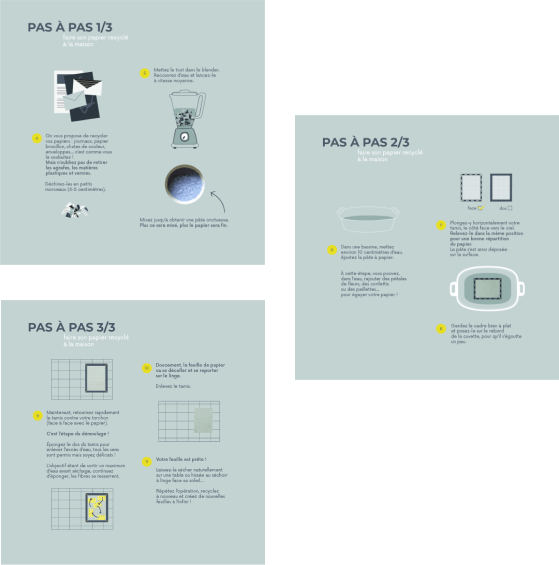 PAS À PAS 1/3
faire son papier recyclé
à la maison
On vous propose de recycler
vos papiers : journaux, papier
brouillon, chutes de couleur,
enveloppes... c'est comme vous
le souhaitez !
Mais n'oubliez pas de retirer
les agrafes, les matières
plastiques et vernies.
Déchirez-les en petits
morceaux (4-5 centimètres).
Mettez le tout dans le blender.
Recouvrez d'eau et lancez-le
à vitesse moyenne.
Mixez jusqu'à obtenir une pâte onctueuse.
Plus ce sera mixé, plus le papier sera fin.
PAS À PAS 2/3
faire son papier recyclé
à la maison
Dans une bassine, mettez
environ 10 centimètres d'eau.
Ajoutez la pâte à papier.
À cette étape, vous pouvez,
dans l'eau, rajouter des pétales
de fleurs, des confettis
ou des paillettes...
pour égayer votre papier !
face
dos
Plongez-y horizontalement votre
tamis, le côté face vers le ciel.
Relevez-le dans la même position
pour une bonne répartition
du papier.
La pâte s'est ainsi déposée
sur la surface.
Gardez le cadre bien à plat
et posez-le sur le rebord
de la cuvette, pour qu'il s'égoutte
un peu.
PAS À PAS 3/3
faire son papier recyclé
à la maison
Maintenant, retournez rapidement
le tamis contre votre torchon
(face à face avec le papier).
C'est l'étape du démoulage !
Épongez le dos du tamis pour
enlever l'excès d'eau, tous les sens
sont permis mais soyez délicats !
L'objectif étant de sortir un maximum
d'eau avant séchage, continuez
d'éponger, les fibres se resserrent.
Doucement, la feuille de papier
va se décoller et se reporter
sur le linge.
Enlevez le tamis.
Votre feuille est prête !
Laissez-la sécher naturellement
sur une table ou hissée au séchoir
à linge face au soleil...
Répétez l'opération, recyclez
à nouveau et créez de nouvelles
feuilles à l'infini !